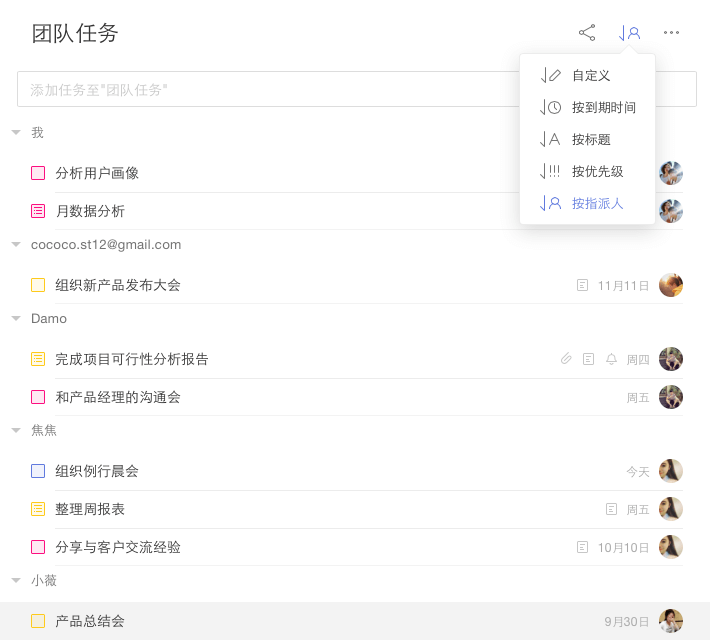 团队任务
添加任务至"团队任务"
自定义
按到期时间
按标题
按优先级
按指派人
我
分析用户画像
月数据分析
cococo.st12@gmail.com
组织新产品发布大会 11月11日
Damo
完成项目可行性分析报告 周四
和产品经理的沟通会 周五
焦焦
组织例行晨会 今天
整理周报表 周五
分享与客户交流经验 10月10日
小薇
产品总结会 9月30日